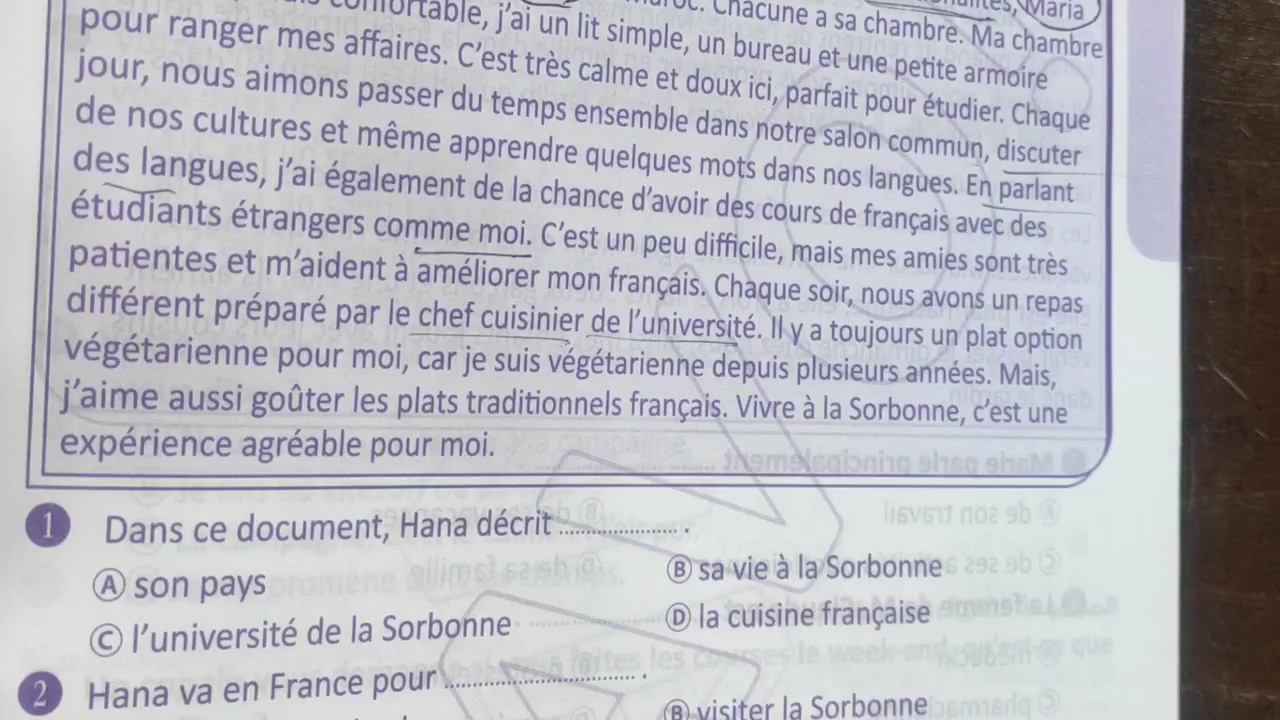 Maria
confortable, j'ai un lit simple, un bureau et une petite armoire
Chacune a sa chambre. Ma chambre
pour ranger mes affaires. C'est très calme et doux ici, parfait pour étudier. Chaque
jour, nous aimons passer du temps ensemble dans notre salon commun, discuter
de nos cultures et même apprendre quelques mots dans nos langues. En parlant
des langues, j'ai également de la chance d'avoir des cours de français avec des
étudiants étrangers comme moi. C'est un peu difficile, mais mes amies sont très
patientes et m'aident à améliorer mon français. Chaque soir, nous avons un repas
différent préparé par le chef cuisinier de l'université. Il y a toujours un plat option
végétarienne pour moi, car je suis végétarienne depuis plusieurs années. Mais,
j'aime aussi goûter les plats traditionnels français. Vivre à la Sorbonne, c'est une
expérience agréable pour moi.
1 Dans ce document, Hana décrit .................... .
A son pays
B sa vie à la Sorbonne
C l'université de la Sorbonne
D la cuisine française
2 Hana va en France pour .............................. .
B visiter la Sorbonne